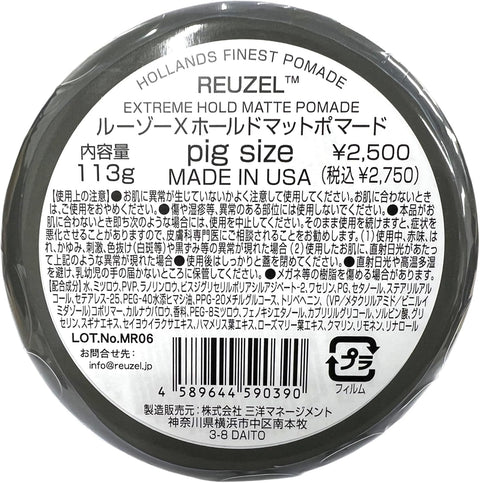 HOLLANDS FINEST POMADE
REUZEL™
EXTREME HOLD MATTE POMADE
ルーゾーXホールドマットポマード
内容量 pig size ¥2,500
113g MADE IN USA (税込 ¥2,750)
【使用上の注意】●お肌に異常が生じていないかよく注意して使用してください。お肌に合わないときは、ご使用をおやめください。●傷や湿疹等、異常のある部位には使用しないでください。●本品がお肌に合わないとき即ち次のような場合には、使用を中止してください。そのまま使用を続けますと、症状が悪化することがありますので、皮膚科専門医にご相談されることをお勧めします。(1)使用中、赤味、はれ、かゆみ、刺激、色抜け(白斑等)や黒ずみ等の異常が現れた場合 (2)使用したお肌に、直射日光があたって上記のような異常が現れた場合●使用後はしっかりと蓋を閉めてください。●直射日光や高温多湿を避け、乳幼児の手の届かないところに保管してください。●メガネ等の樹脂を傷める場合があります。
【配合成分】水、ミツロウ、PVP、ラノリンロウ、ビスジグリセリルポリアシルアジペート-2、ワセリン、PG、セタノール、ステアリルアルコール、セテアレス-25、PEG-40水添ヒマシ油、PPG-20メチルグルコース、トリベヘニン、(VP/メタクリルアミド/ビニルイミダゾール)コポリマー、カルナウバロウ、香料、PEG-8ミツロウ、フェノキシエタノール、カプリリルグリコール、ソルビン酸、グリセリン、スギナエキス、セイヨウイラクサエキス、ハマメリス葉エキス、ローズマリー葉エキス、クマリン、リモネン、リナロール
LOT.No.MR06
お問合せ先:
info@reuzel.jp
4 589644 590390
プラ
フィルム
製造販売元:株式会社 三洋マネージメント
神奈川県横浜市中区南本牧
3-8 DAITO